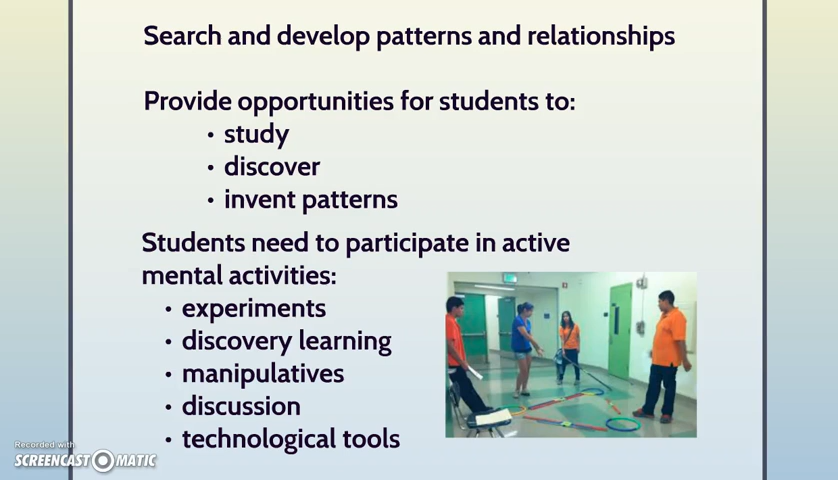 Search and develop patterns and relationships
Provide opportunities for students to:
• study
• discover
• invent patterns
Students need to participate in active
mental activities:
• experiments
• discovery learning
• manipulatives
• discussion
• technological tools
Recorded with
SCREENCAST-O-MATIC